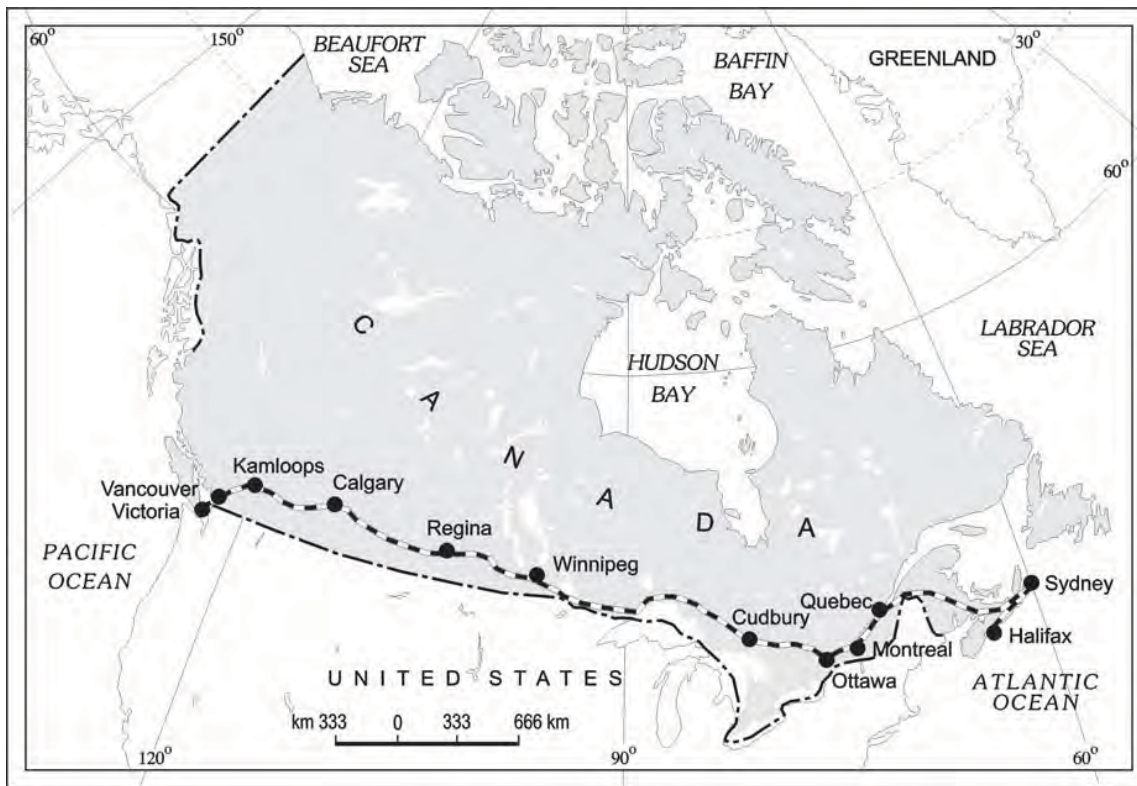 60°
150°
BEAUFORT
SEA
BAFFIN
BAY
GREENLAND
30°
60°
C
A
N
A
D
A
HUDSON
BAY
LABRADOR
SEA
Kamloops
Vancouver
Calgary
Victoria
Regina
Winnipeg
PACIFIC
OCEAN
Cudbury
Quebec
Sydney
Montreal
Halifax
Ottawa
UNITED STATES
ATLANTIC
OCEAN
km 333 0 333 666 km
120°
90°
60°